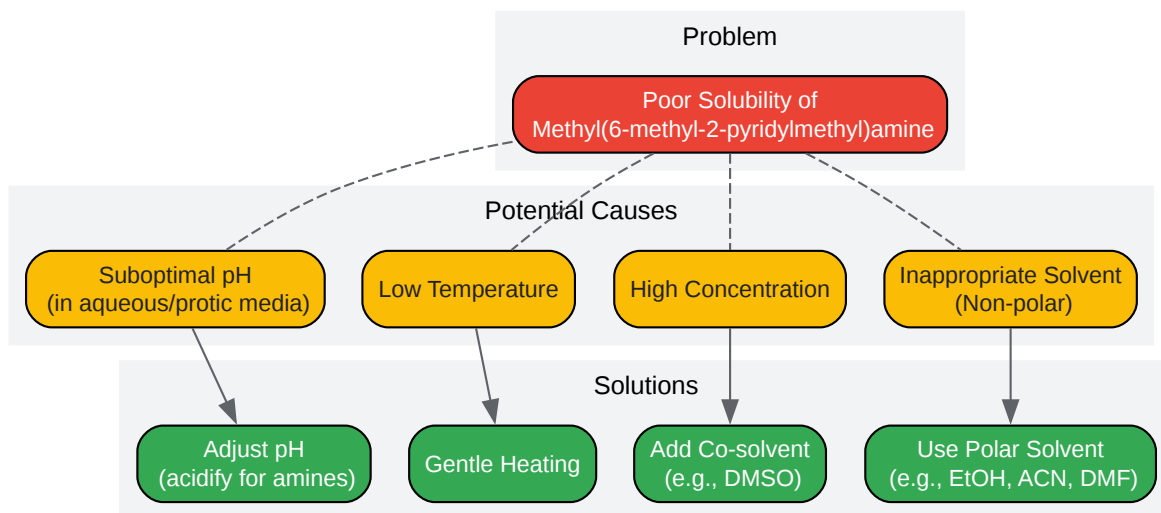 Problem
Poor Solubility of
Methyl(6-methyl-2-pyridylmethyl)amine
Potential Causes
Suboptimal pH
(in aqueous/protic media)
Low Temperature
High Concentration
Inappropriate Solvent
(Non-polar)
Solutions
Adjust pH
(acidify for amines)
Gentle Heating
Add Co-solvent
(e.g., DMSO)
Use Polar Solvent
(e.g., EtOH, ACN, DMF)